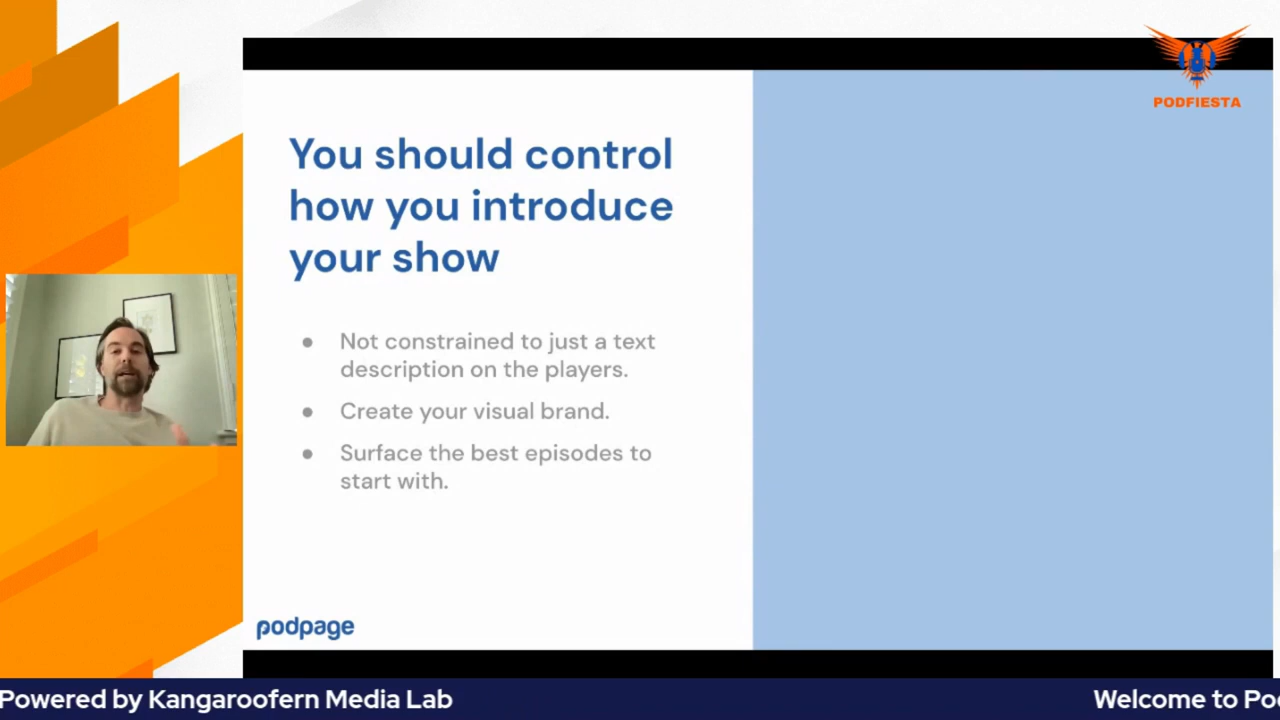 PODFIESTA
You should control
how you introduce
your show
● Not constrained to just a text
description on the players.
● Create your visual brand.
● Surface the best episodes to
start with.
podpage
Powered by Kangaroofern Media Lab
Welcome to Poc